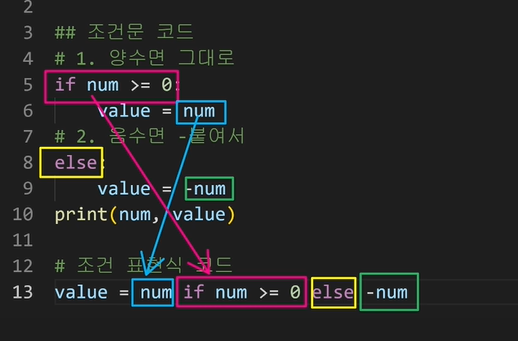 2
3 ## 조건문 코드
4 # 1. 양수면 그대로
5 if num >= 0:
6 value = num
7 # 2. 음수면 -붙여서
8 else:
9 value = -num
10 print(num, value)
11
12 # 조건 표현식 코드
13 value = num if num >= 0 else -num